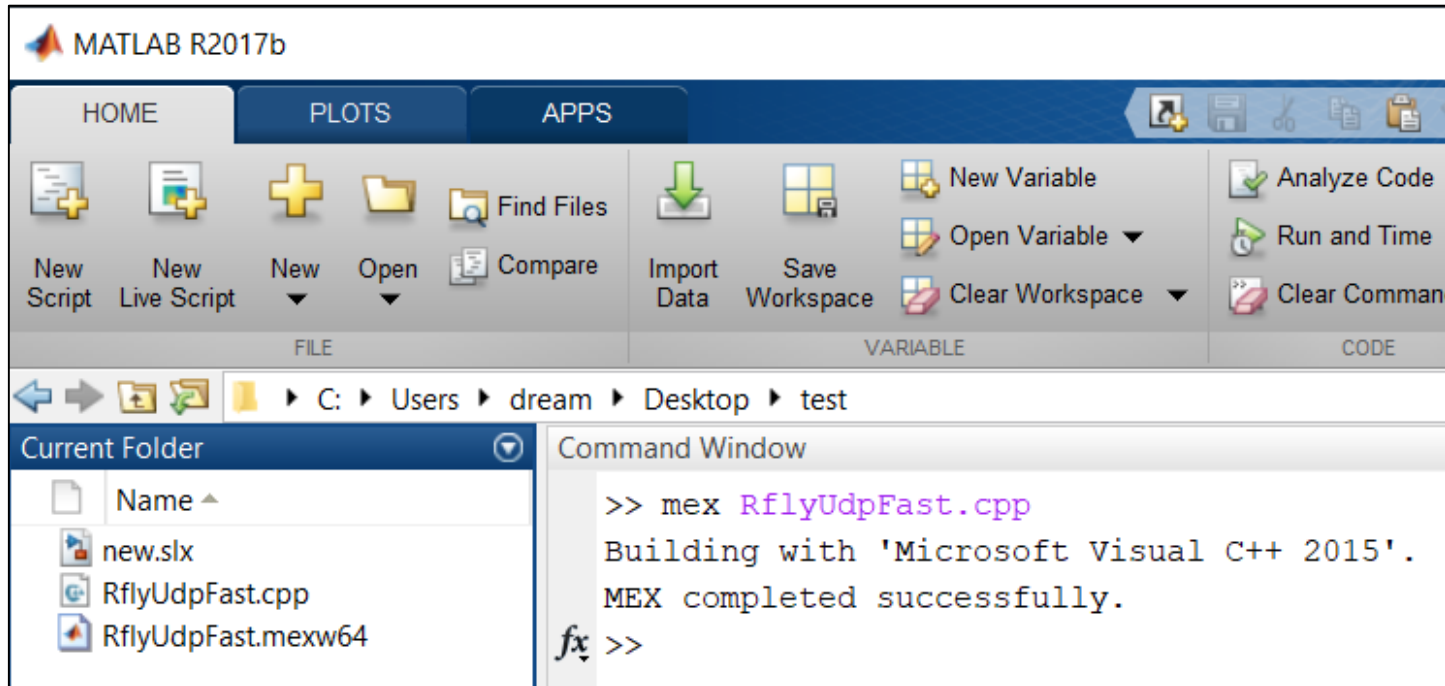 MATLAB R2017b
HOME PLOTS APPS
New Script
New Live Script
New
Open
Find Files
Compare
Import Data
Save Workspace
New Variable
Open Variable
Clear Workspace
Analyze Code
Run and Time
Clear Comman
FILE VARIABLE CODE
C: Users dream Desktop test
Current Folder
Name
new.slx
RflyUdpFast.cpp
RflyUdpFast.mexw64
Command Window
>> mex RflyUdpFast.cpp
Building with 'Microsoft Visual C++ 2015'.
MEX completed successfully.
fx >>